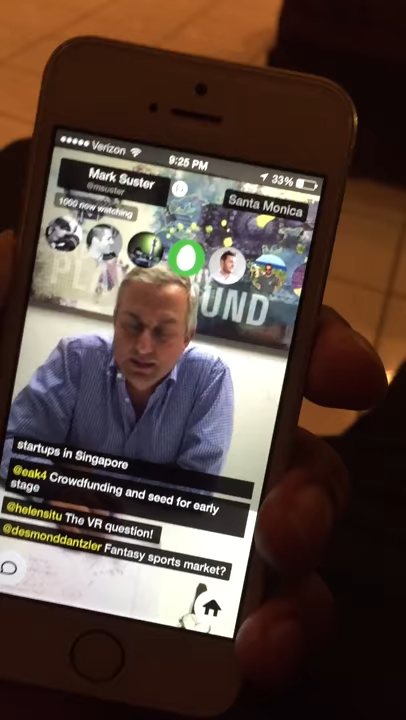 Verizon 9:25 PM 33%
Mark Suster
@msuster
Santa Monica
1000 now watching
UND
startups in Singapore
@eak4 Crowdfunding and seed for early
stage
@helensitu The VR question!
@desmonddantzler Fantasy sports market?